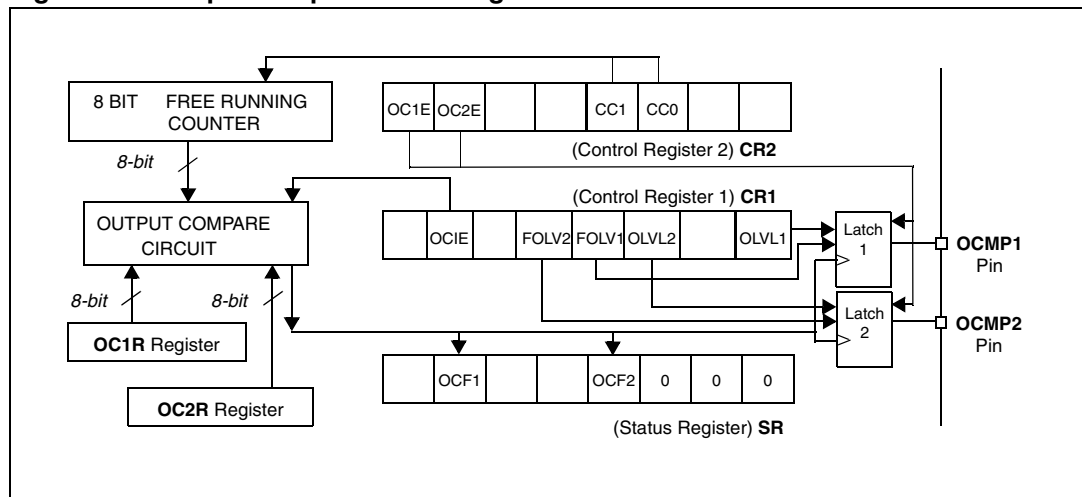 8 BIT FREE RUNNING
COUNTER
8-bit
OC1E OC2E CC1 CC0
(Control Register 2) CR2
(Control Register 1) CR1
OUTPUT COMPARE
CIRCUIT
OCIE FOLV2 FOLV1 OLVL2 OLVL1
Latch
1
OCMP1
Pin
8-bit 8-bit
Latch
2
OCMP2
Pin
OC1R Register
OCF1 OCF2 0 0 0
OC2R Register
(Status Register) SR